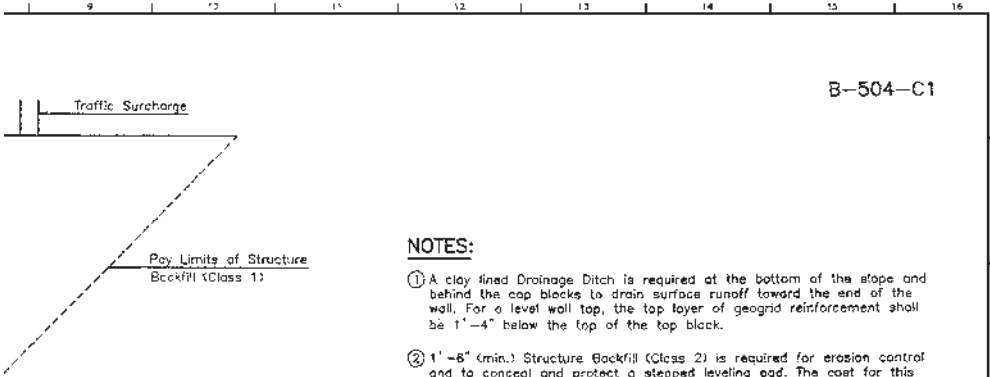 9 10 11 12 13 14 15 16
B-504-C1
Traffic Surcharge
Pay Limits of Structure
Backfill (Class 1)
NOTES:
① A clay lined Drainage Ditch is required at the bottom of the slope and
behind the cap blocks to drain surface runoff toward the end of the
wall. For a level wall top, the top layer of geogrid reinforcement shall
be 1'-4" below the top of the top block.
② 1'-6" (min.) Structure Backfill (Class 2) is required for erosion control
and to conceal and protect a stepped leveling pad. The cost for this